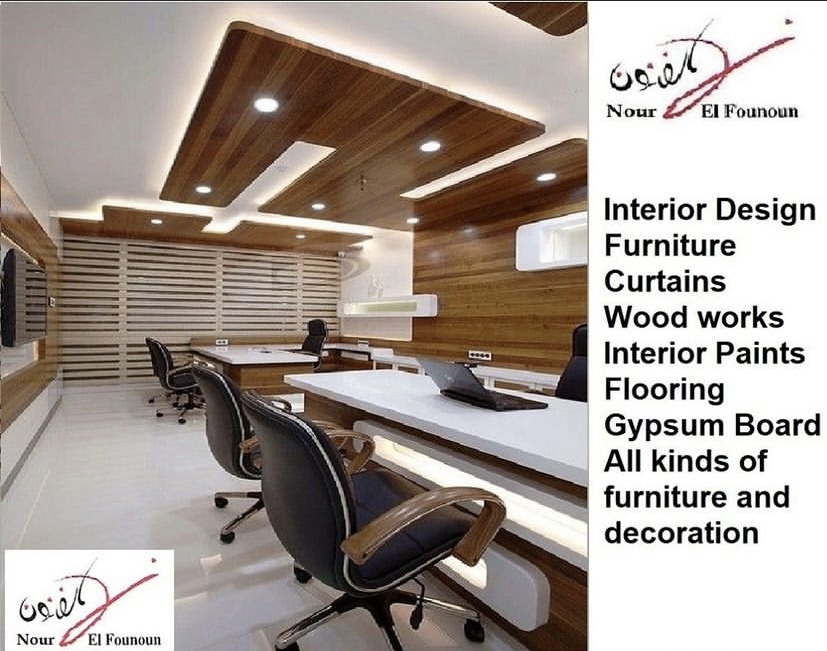 نور الفنون
Nour El Founoun
Interior Design
Furniture
Curtains
Wood works
Interior Paints
Flooring
Gypsum Board
All kinds of
furniture and
decoration
نور الفنون
Nour El Founoun